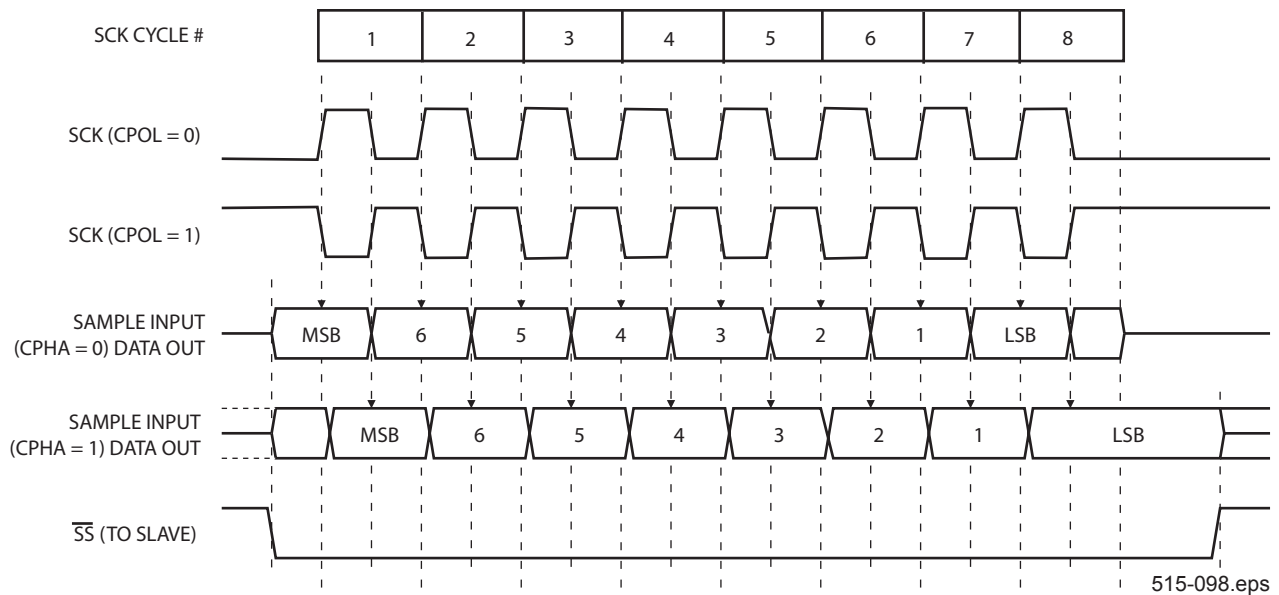 SCK CYCLE # 1 2 3 4 5 6 7 8
SCK (CPOL = 0)
SCK (CPOL = 1)
SAMPLE INPUT
(CPHA = 0) DATA OUT
MSB 6 5 4 3 2 1 LSB
SAMPLE INPUT
(CPHA = 1) DATA OUT
MSB 6 5 4 3 2 1 LSB
S̅S̅ (TO SLAVE)
515-098.eps